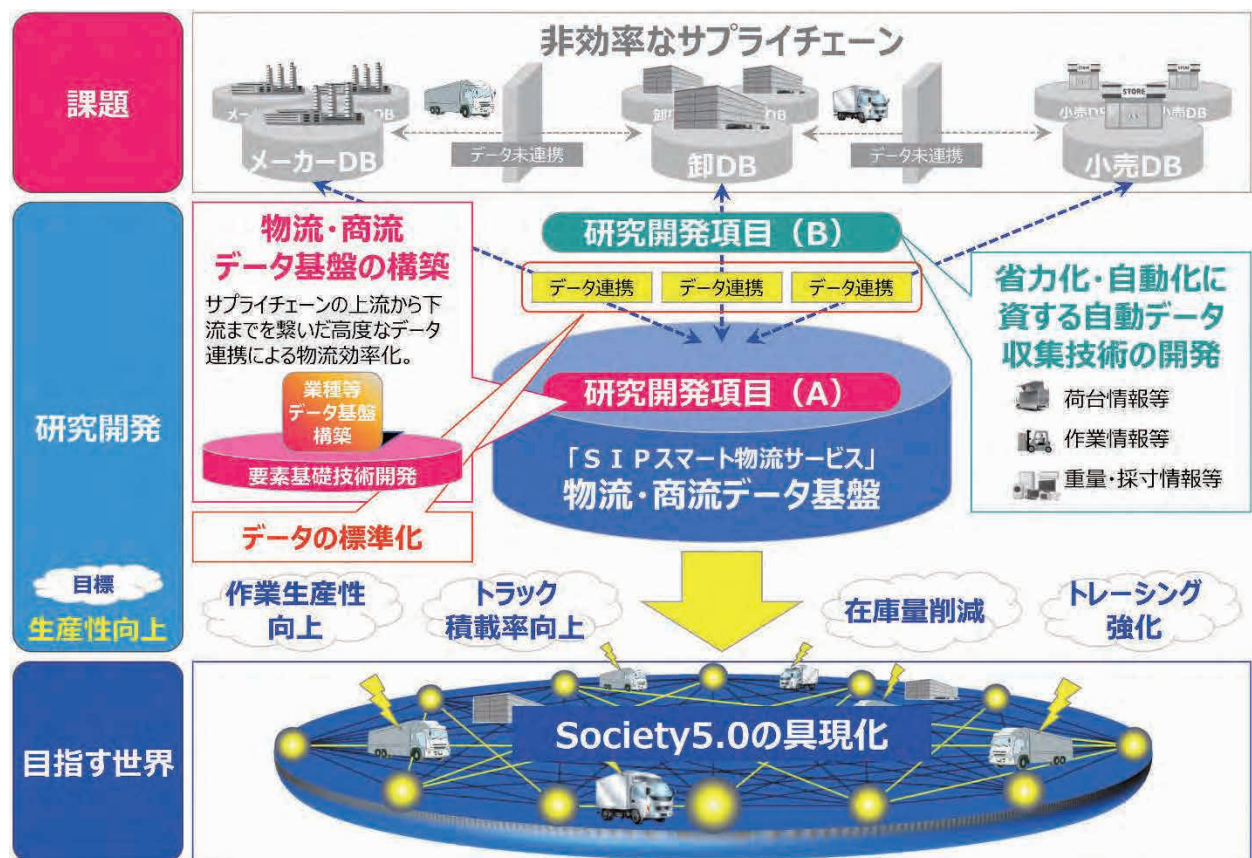 課題
非効率なサプライチェーン
メーカーDB
データ未連携
卸DB
データ未連携
小売DB
小売DB
小売DB
研究開発
目標
生産性向上
物流・商流
データ基盤の構築
サプライチェーンの上流から下
流までを繋いだ高度なデータ
連携による物流効率化。
業種等
データ基盤
構築
要素基礎技術開発
データの標準化
研究開発項目（B）
データ連携
データ連携
データ連携
研究開発項目（A）
「ＳＩＰスマート物流サービス」
物流・商流データ基盤
省力化・自動化に
資する自動データ
収集技術の開発
荷台情報等
作業情報等
重量・採寸情報等
作業生産性
向上
トラック
積載率向上
在庫量削減
トレーシング
強化
目指す世界
Society5.0の具現化
STORE